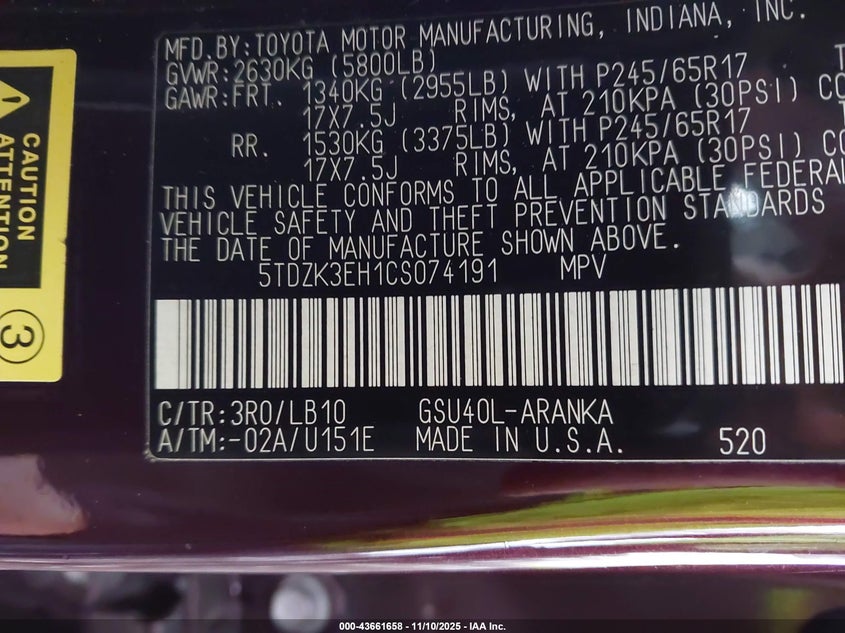 MFD. BY: TOYOTA MOTOR MANUFACTURING, INDIANA, INC.
GVWR: 2630KG (5800LB)
GAWR: FRT. 1340KG (2955LB) WITH P245/65R17
17X7.5J RIMS, AT 210KPA (30PSI) CO
RR. 1530KG (3375LB) WITH P245/65R17
17X7.5J RIMS, AT 210KPA (30PSI) CO
THIS VEHICLE CONFORMS TO ALL APPLICABLE FEDERAL
VEHICLE SAFETY AND THEFT PREVENTION STANDARDS
THE DATE OF MANUFACTURE SHOWN ABOVE.
5TDZK3EH1CS074191 MPV
C/TR: 3R0/LB10 GSU40L-ARANKA
A/TM: -02A/U151E MADE IN U.S.A. 520
CAUTION
ATTENTION
3
000-43661658 - 11/10/2025 - IAA Inc.